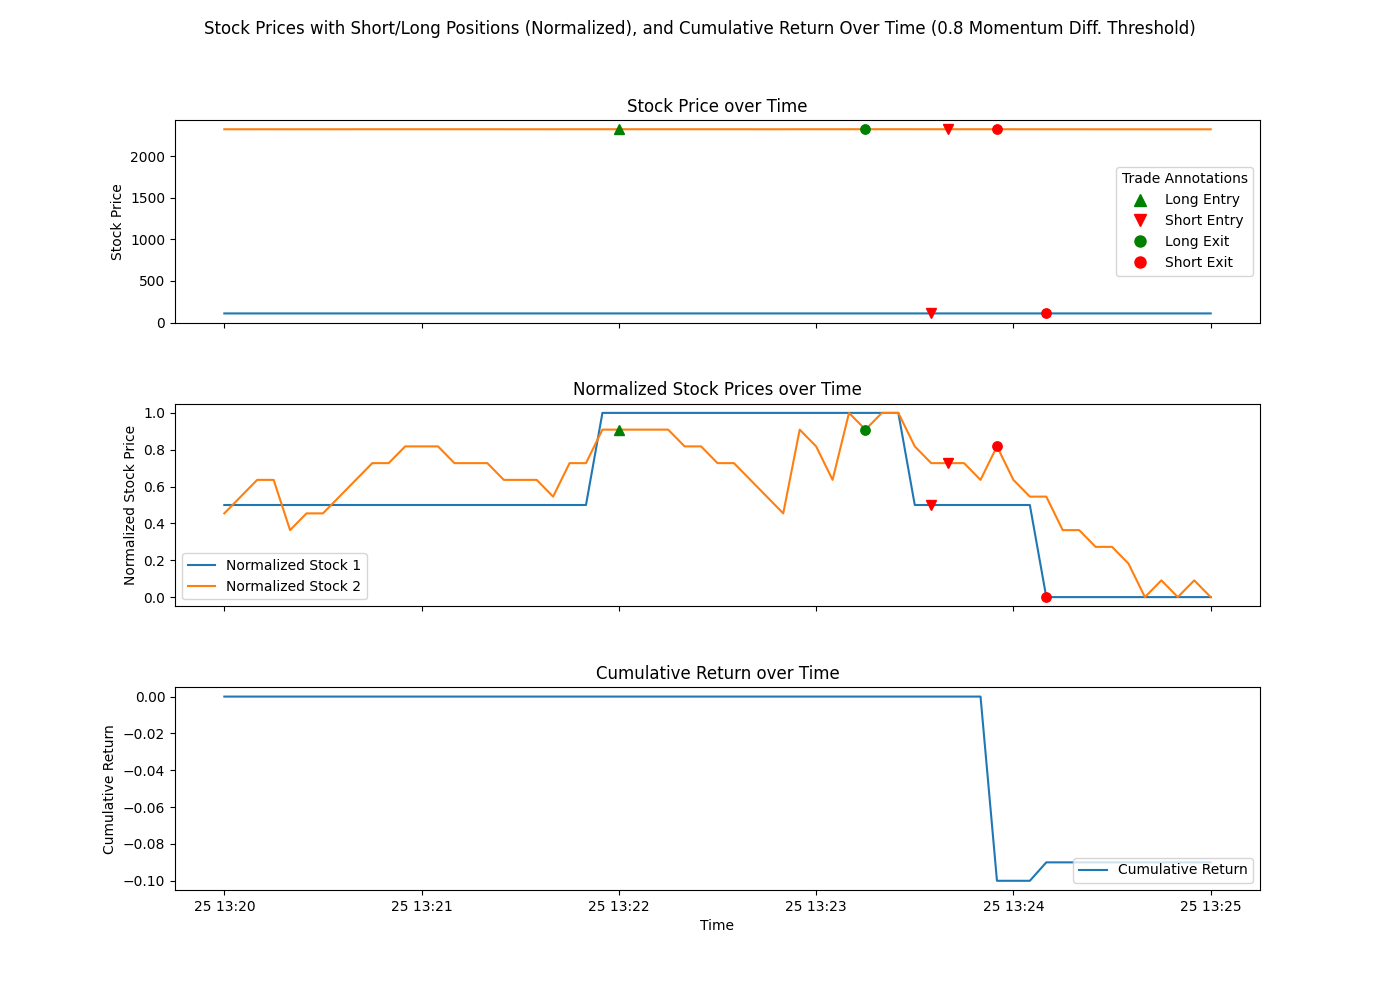 Stock Prices with Short/Long Positions (Normalized), and Cumulative Return Over Time (0.8 Momentum Diff. Threshold)
Stock Price over Time
Stock Price
2000
1500
1000
500
0
Trade Annotations
Long Entry
Short Entry
Long Exit
Short Exit
Normalized Stock Prices over Time
Normalized Stock Price
1.0
0.8
0.6
0.4
0.2
0.0
Normalized Stock 1
Normalized Stock 2
Cumulative Return over Time
Cumulative Return
0.00
−0.02
−0.04
−0.06
−0.08
−0.10
Cumulative Return
25 13:20 25 13:21 25 13:22 25 13:23 25 13:24 25 13:25
Time